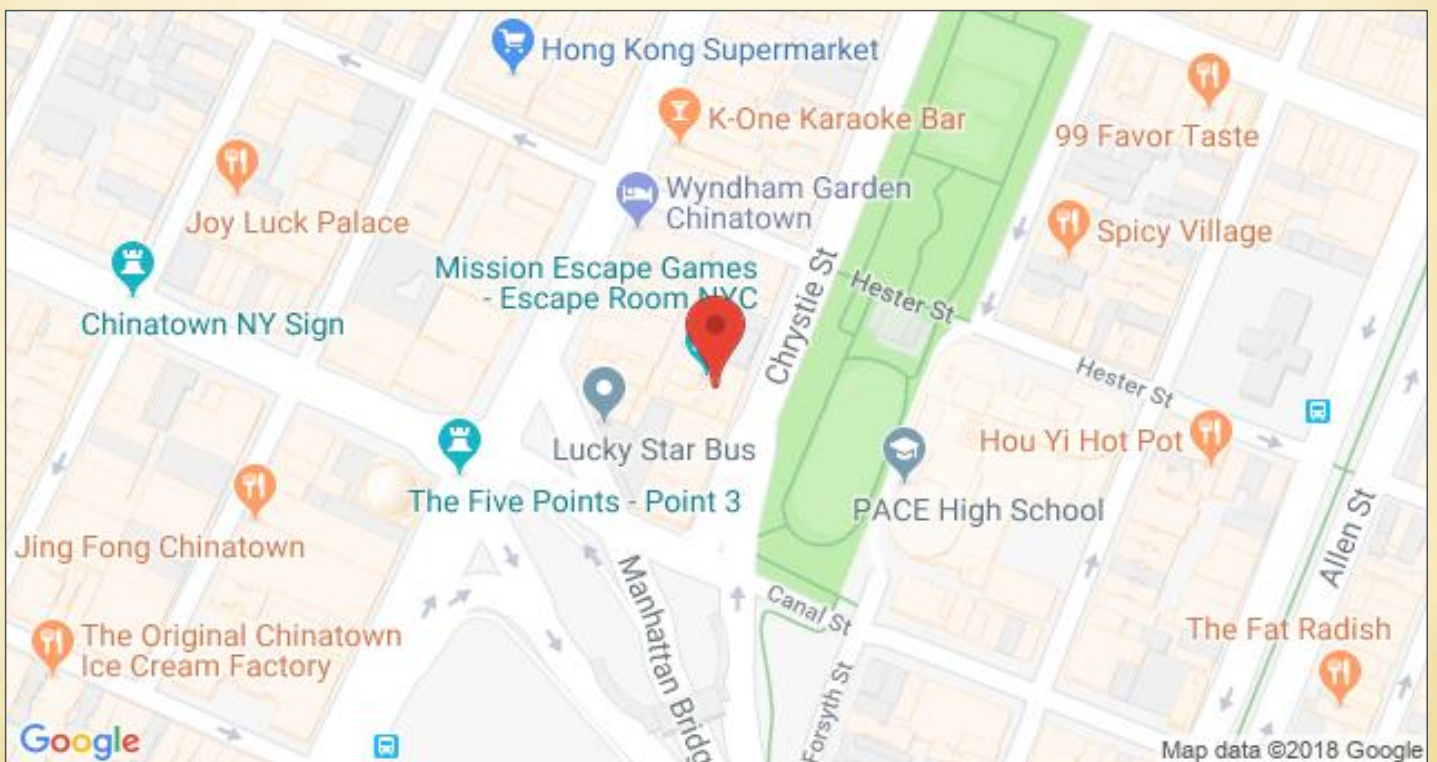 Hong Kong Supermarket
K-One Karaoke Bar
99 Favor Taste
Joy Luck Palace
Wyndham Garden
Chinatown
Spicy Village
Mission Escape Games
- Escape Room NYC
Chinatown NY Sign
Chrystie St
Hester St
Hester St
Lucky Star Bus
Hou Yi Hot Pot
The Five Points - Point 3
PACE High School
Jing Fong Chinatown
Allen St
Manhattan Bridg
Canal St
The Original Chinatown
Ice Cream Factory
The Fat Radish
Forsyth St
Google
Map data ©2018 Google